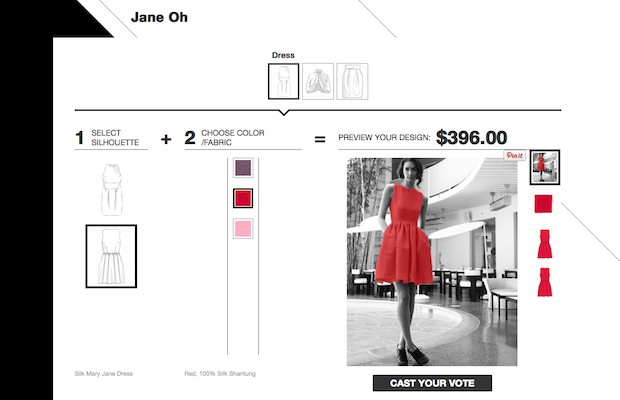 Jane Oh
Dress
1 SELECT SILHOUETTE
+
2 CHOOSE COLOR /FABRIC
=
PREVIEW YOUR DESIGN: $396.00
Pin it
Silk Mary Jane Dress
Red, 100% Silk Shantung
CAST YOUR VOTE